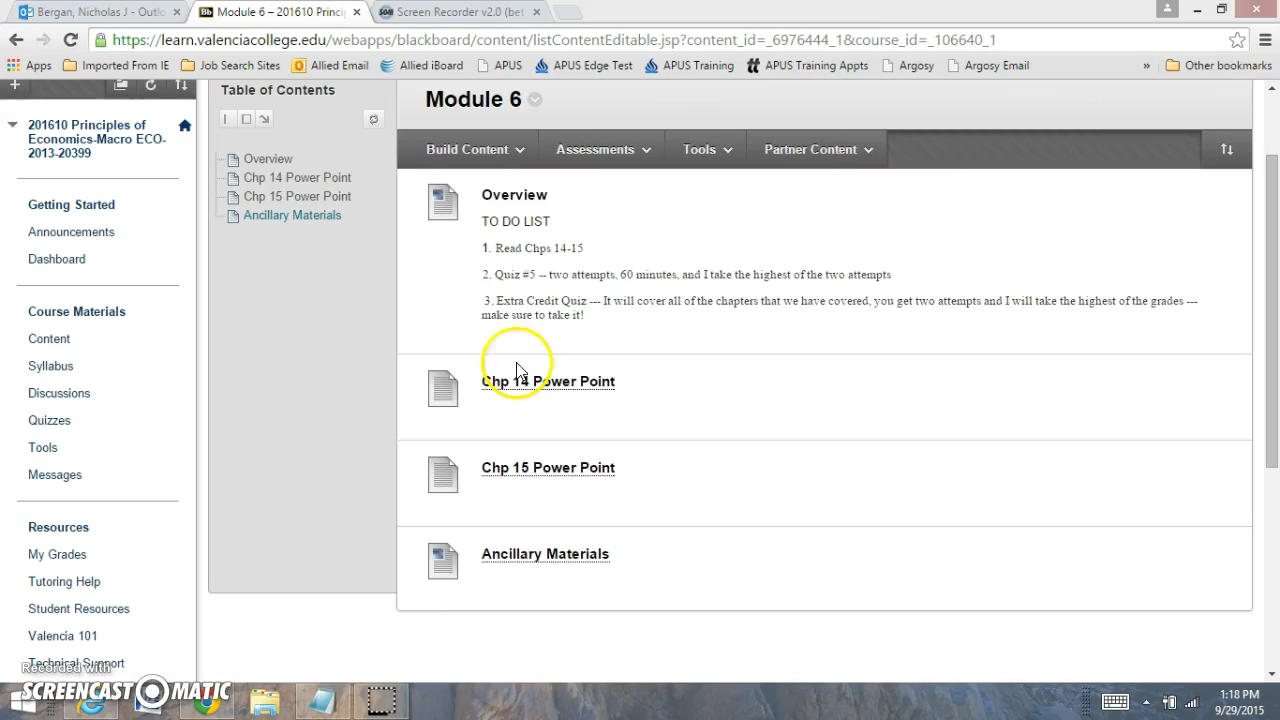 Bergan, Nicholas J - Outlo
Module 6 – 201610 Princi
Screen Recorder v2.0 (bet
https://learn.valenciacollege.edu/webapps/blackboard/content/listContentEditable.jsp?content_id=_6976444_1&course_id=_106640_1
Apps Imported From IE Job Search Sites Allied Email Allied iBoard APUS APUS Edge Test APUS Training APUS Training Appts Argosy Argosy Email » Other bookmarks
201610 Principles of
Economics-Macro ECO-
2013-20399
Getting Started
Announcements
Dashboard
Course Materials
Content
Syllabus
Discussions
Quizzes
Tools
Messages
Resources
My Grades
Tutoring Help
Student Resources
Valencia 101
Technical Support
Table of Contents
Overview
Chp 14 Power Point
Chp 15 Power Point
Ancillary Materials
Module 6
Build Content Assessments Tools Partner Content
Overview
TO DO LIST
1. Read Chps 14-15
2. Quiz #5 -- two attempts, 60 minutes, and I take the highest of the two attempts
3. Extra Credit Quiz --- It will cover all of the chapters that we have covered, you get two attempts and I will take the highest of the grades ---
make sure to take it!
Chp 14 Power Point
Chp 15 Power Point
Ancillary Materials
Recorded with
SCREENCAST MATIC
1:18 PM
9/29/2015